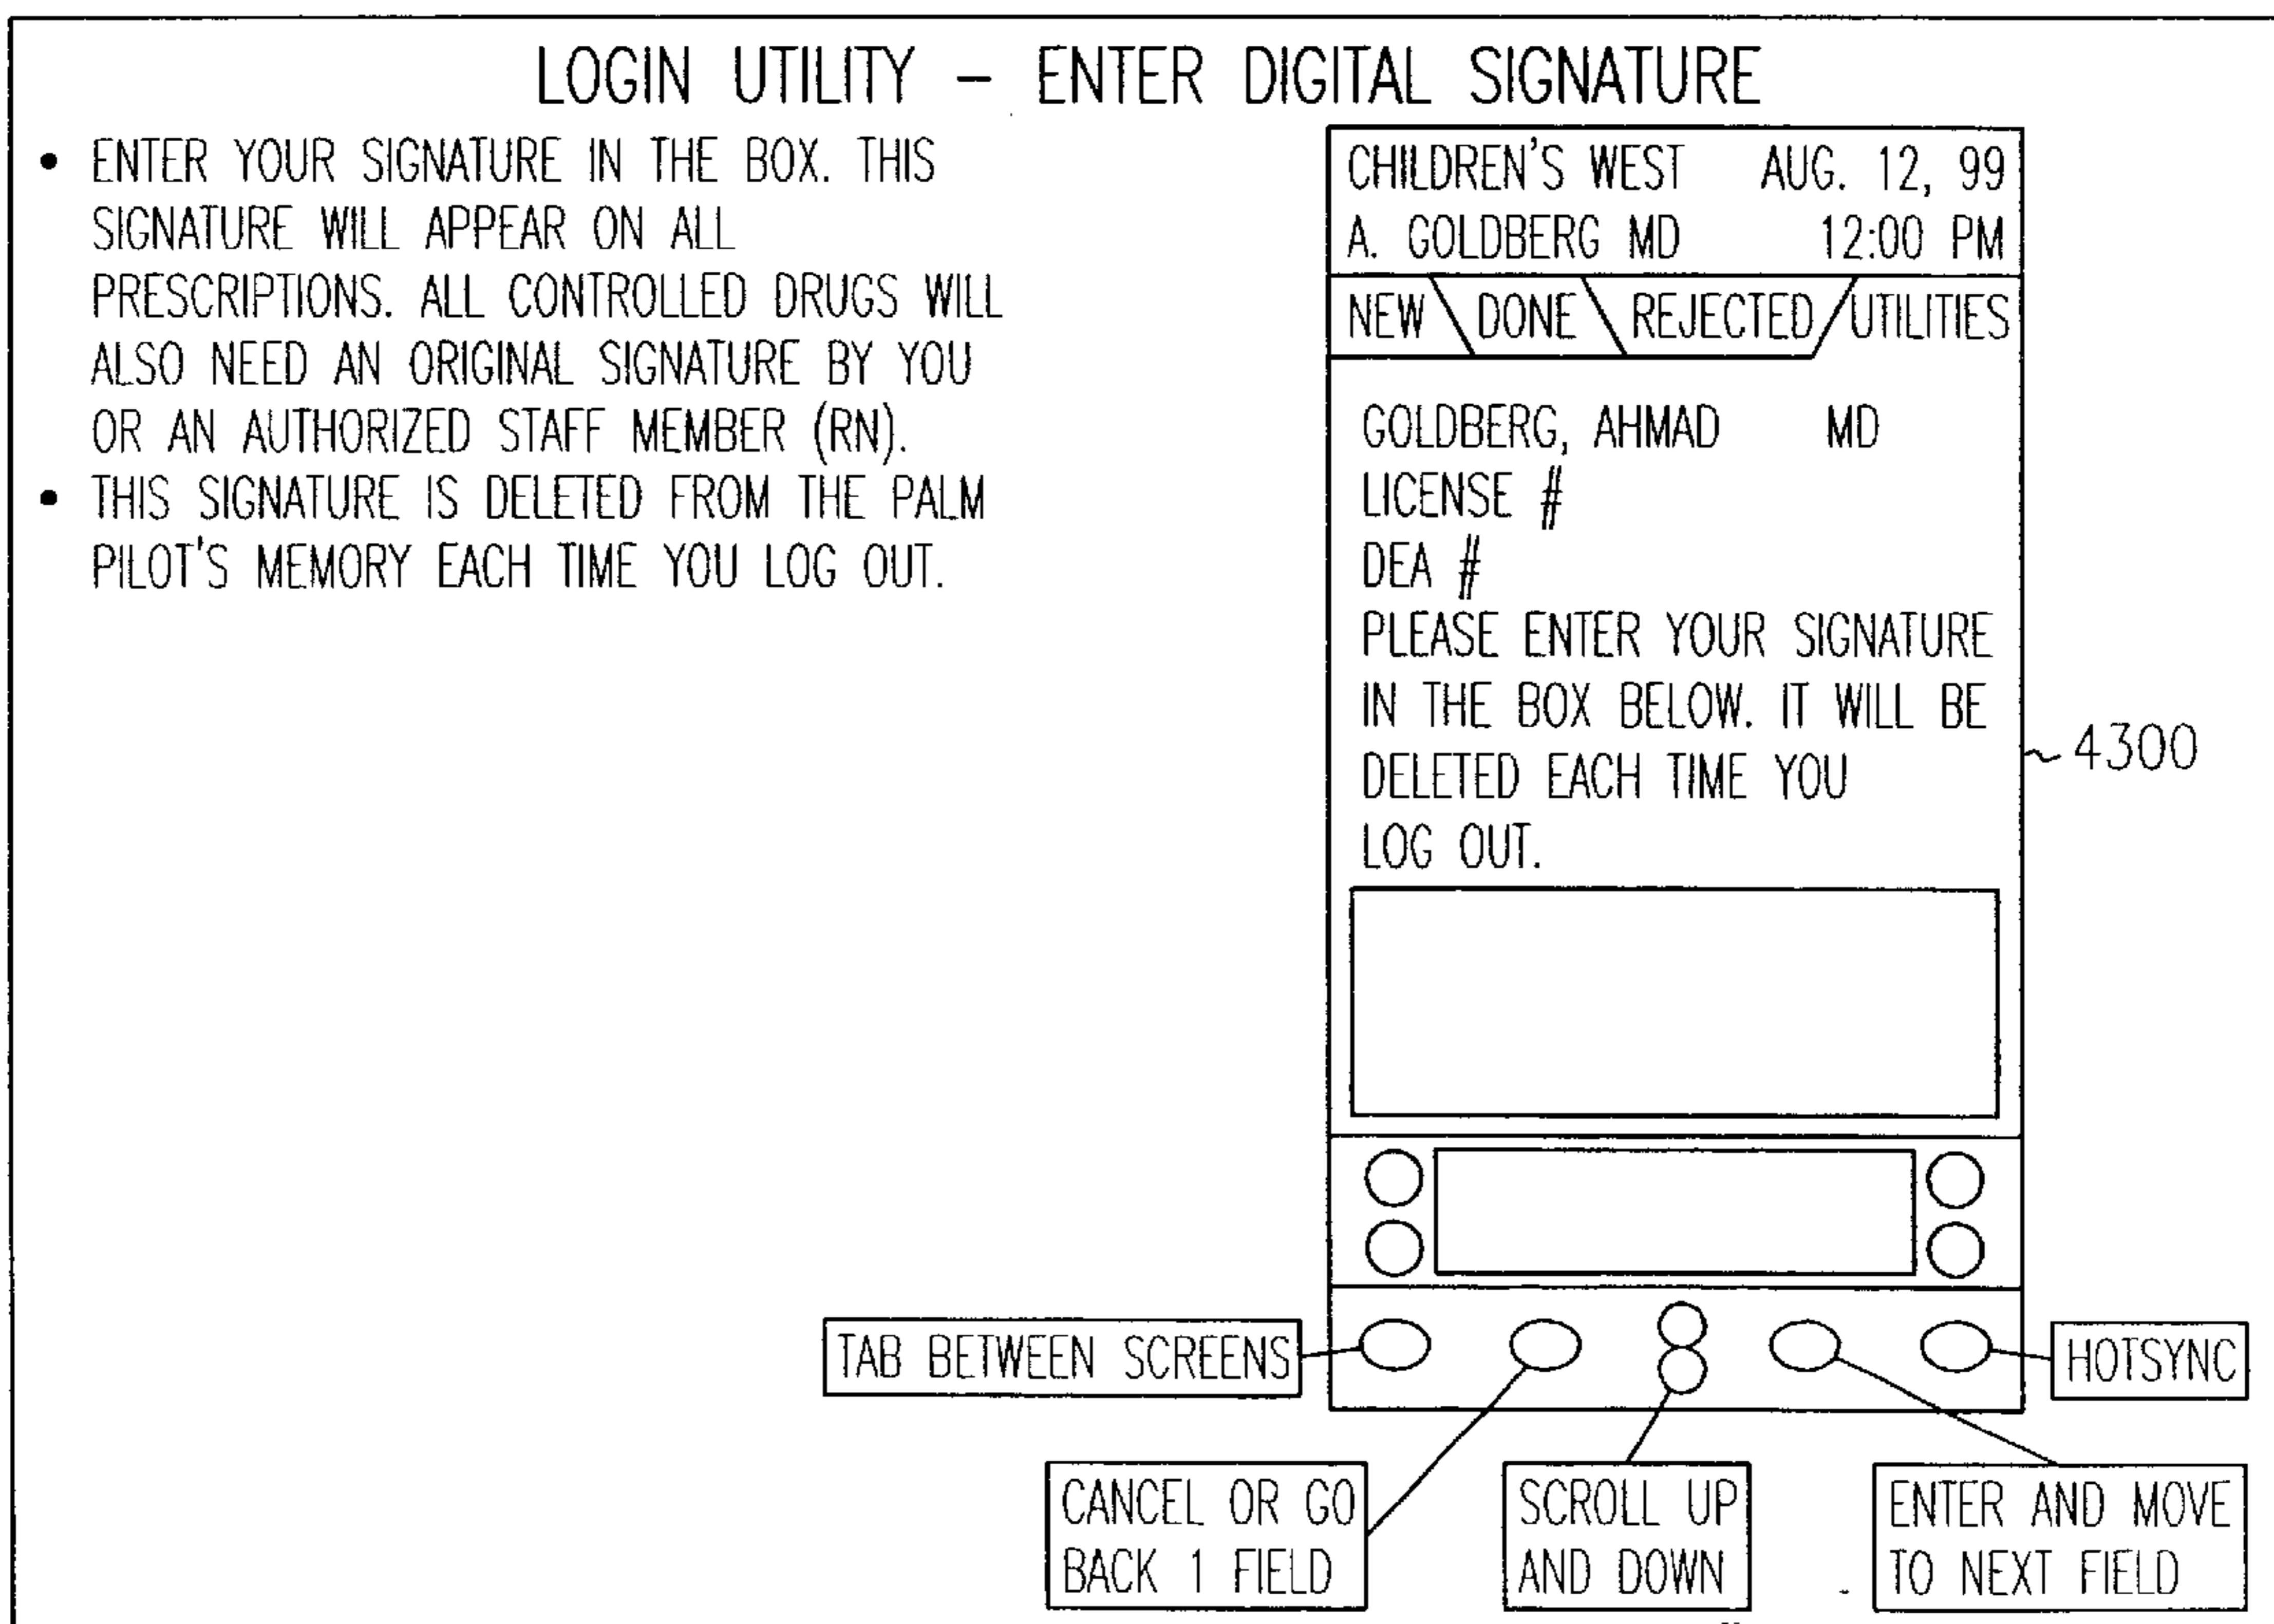 LOGIN UTILITY – ENTER DIGITAL SIGNATURE
• ENTER YOUR SIGNATURE IN THE BOX. THIS
SIGNATURE WILL APPEAR ON ALL
PRESCRIPTIONS. ALL CONTROLLED DRUGS WILL
ALSO NEED AN ORIGINAL SIGNATURE BY YOU
OR AN AUTHORIZED STAFF MEMBER (RN).
• THIS SIGNATURE IS DELETED FROM THE PALM
PILOT'S MEMORY EACH TIME YOU LOG OUT.
CHILDREN'S WEST AUG. 12, 99
A. GOLDBERG MD 12:00 PM
NEW DONE REJECTED UTILITIES
GOLDBERG, AHMAD MD
LICENSE #
DEA #
PLEASE ENTER YOUR SIGNATURE
IN THE BOX BELOW. IT WILL BE
DELETED EACH TIME YOU
LOG OUT.
4300
TAB BETWEEN SCREENS
HOTSYNC
CANCEL OR GO
BACK 1 FIELD
SCROLL UP
AND DOWN
ENTER AND MOVE
TO NEXT FIELD